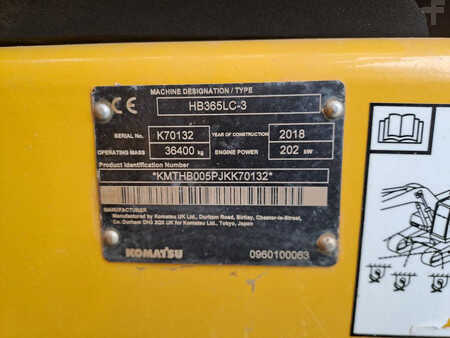 MACHINE DESIGNATION / TYPE
CE HB365LC-3
SERIAL No. K70132 YEAR OF CONSTRUCTION 2018
OPERATING MASS 36400 kg ENGINE POWER 202 kW
Product Identification Number
*KMTHB005PJKK70132*
Manufacturer
Manufactured by Komatsu UK Ltd., Durham Road, Birtley, Chester-le-Street,
Co. Durham DH3 2QX UK for Komatsu Ltd., Tokyo, Japan
KOMATSU 0960100063